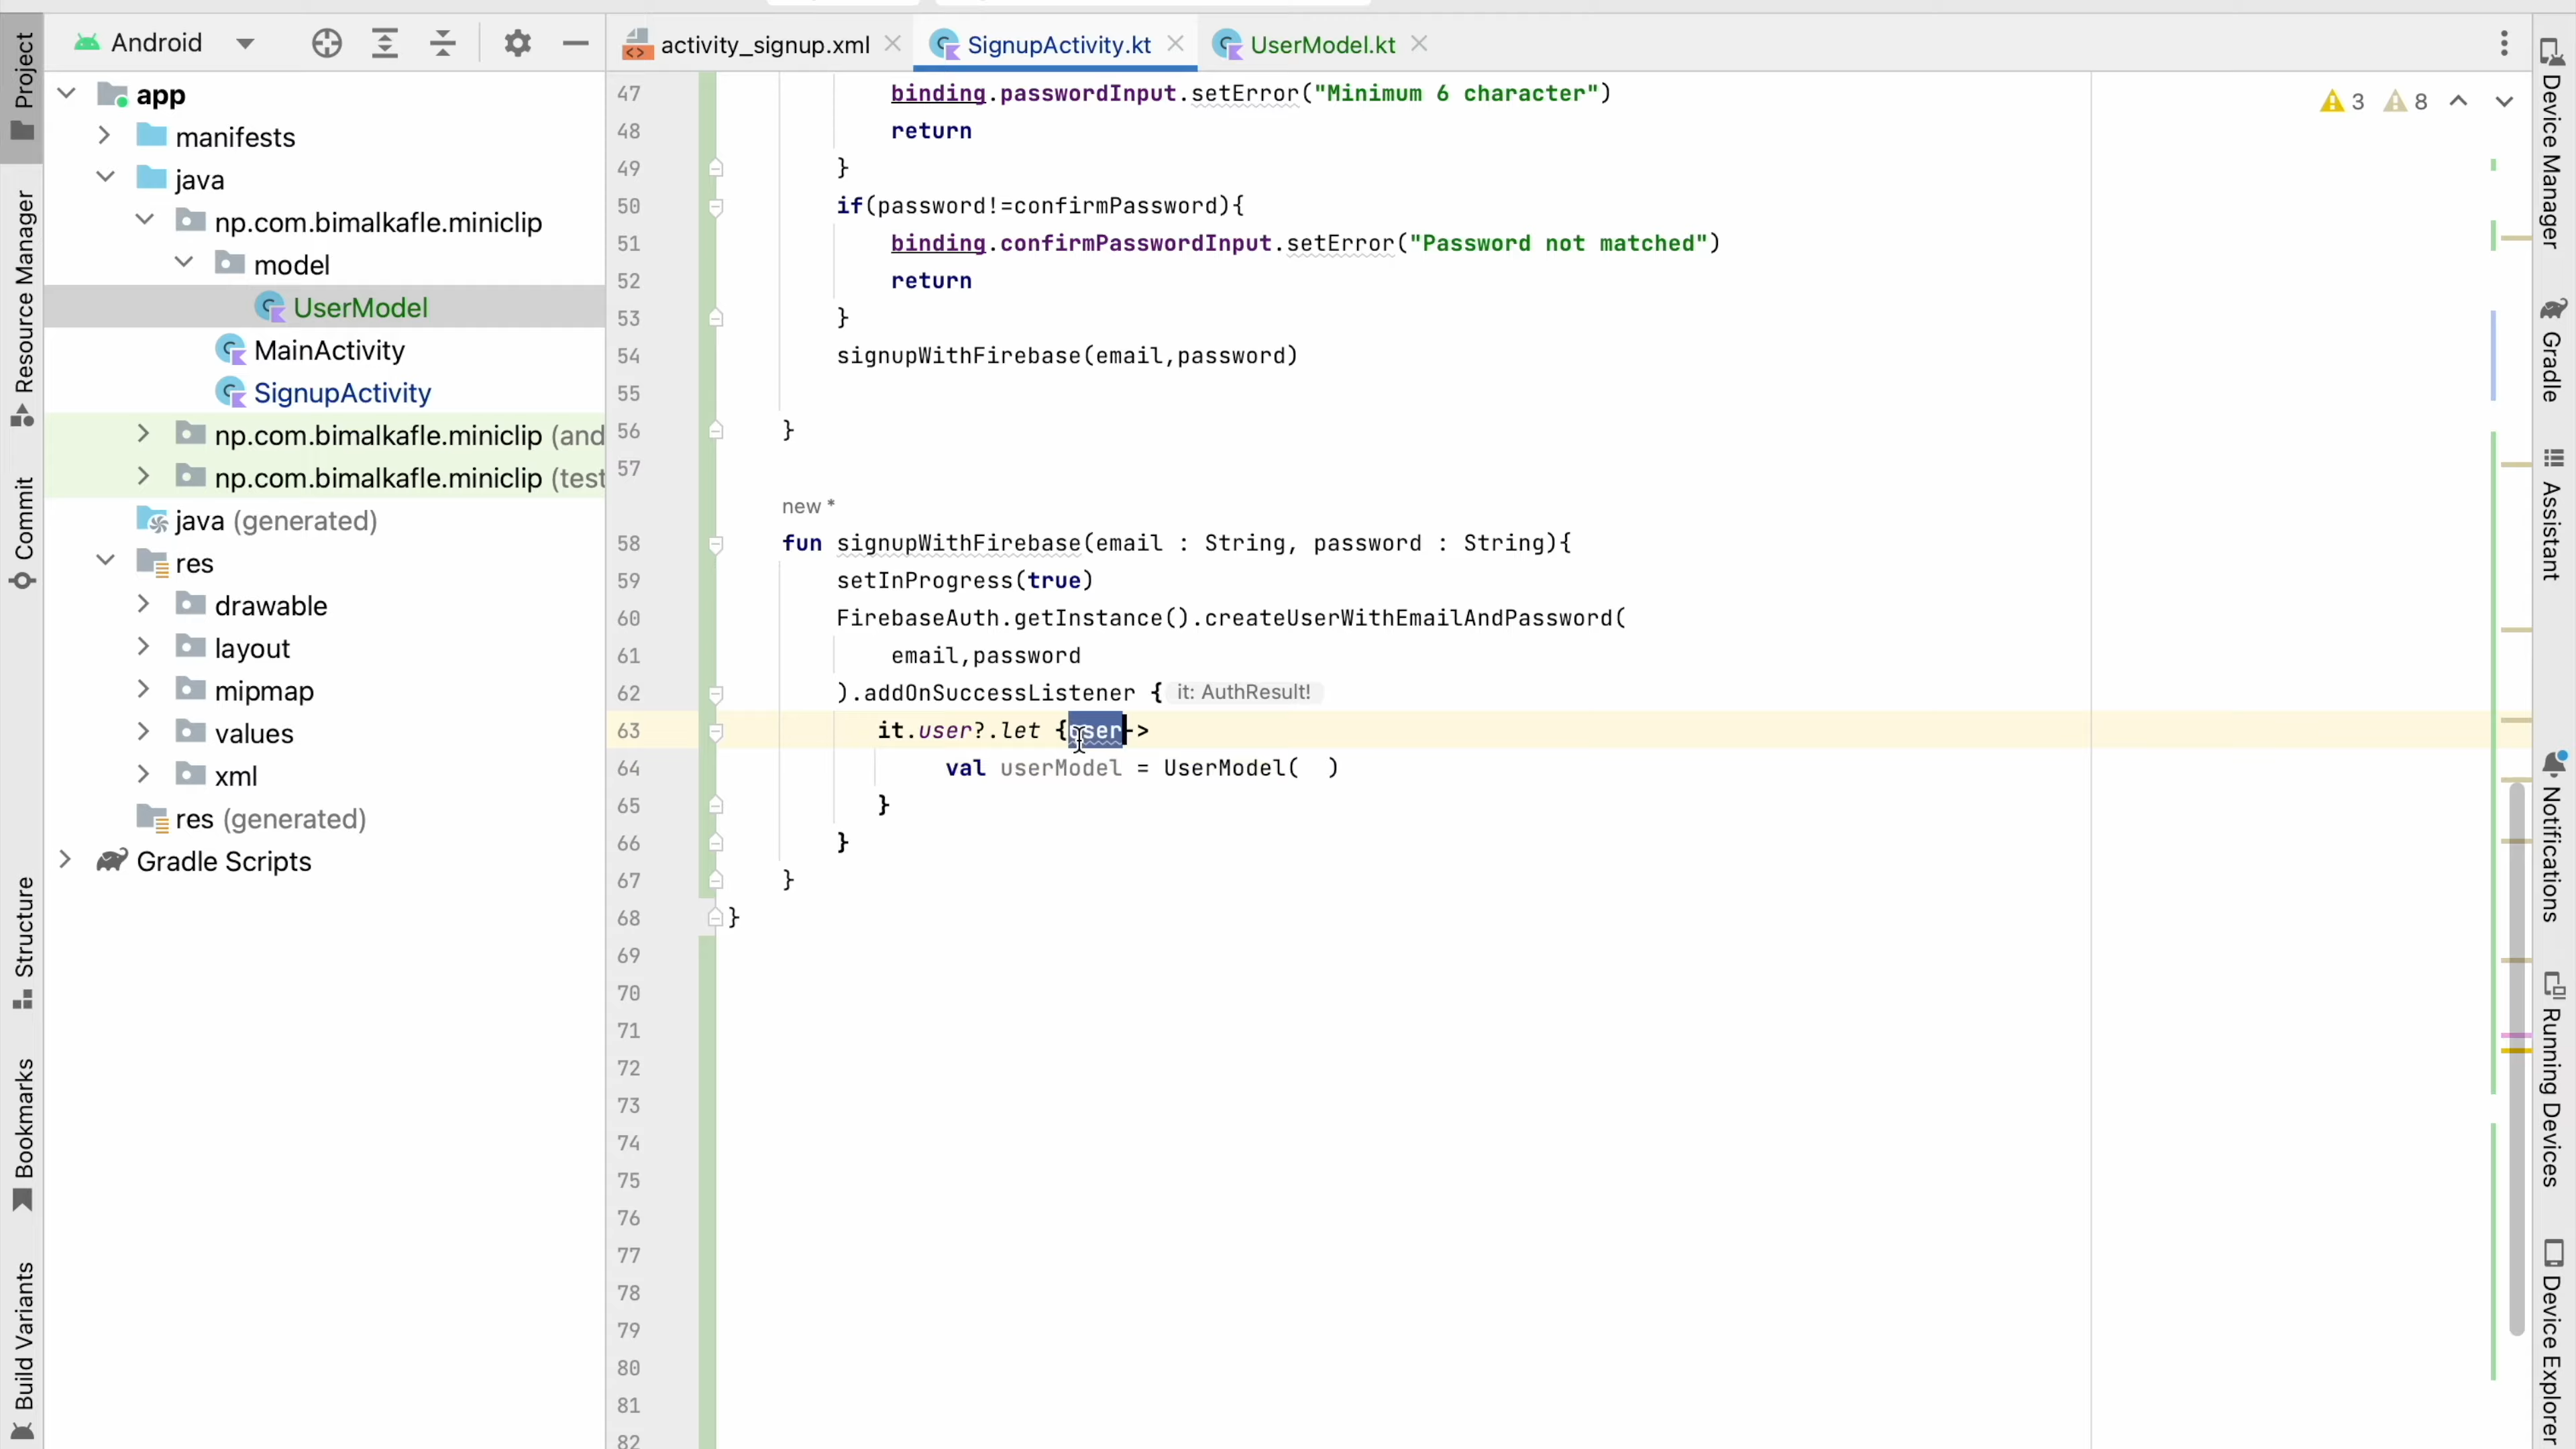 Android
activity_signup.xml
SignupActivity.kt
UserModel.kt
Project
Resource Manager
Commit
Structure
Bookmarks
Build Variants
app
manifests
java
np.com.bimalkafle.miniclip
model
UserModel
MainActivity
SignupActivity
np.com.bimalkafle.miniclip (and
np.com.bimalkafle.miniclip (test
java (generated)
res
drawable
layout
mipmap
values
xml
res (generated)
Gradle Scripts
3 8
47 binding.passwordInput.setError("Minimum 6 character")
48 return
49 }
50 if(password!=confirmPassword){
51 binding.confirmPasswordInput.setError("Password not matched")
52 return
53 }
54 signupWithFirebase(email,password)
55
56 }
57
new *
58 fun signupWithFirebase(email : String, password : String){
59 setInProgress(true)
60 FirebaseAuth.getInstance().createUserWithEmailAndPassword(
61 email,password
62 ).addOnSuccessListener { it: AuthResult!
63 it.user?.let {user->
64 val userModel = UserModel( )
65 }
66 }
67 }
68 }
69
70
71
72
73
74
75
76
77
78
79
80
81
82
Device Manager
Gradle
Assistant
Notifications
Running Devices
Device Explorer